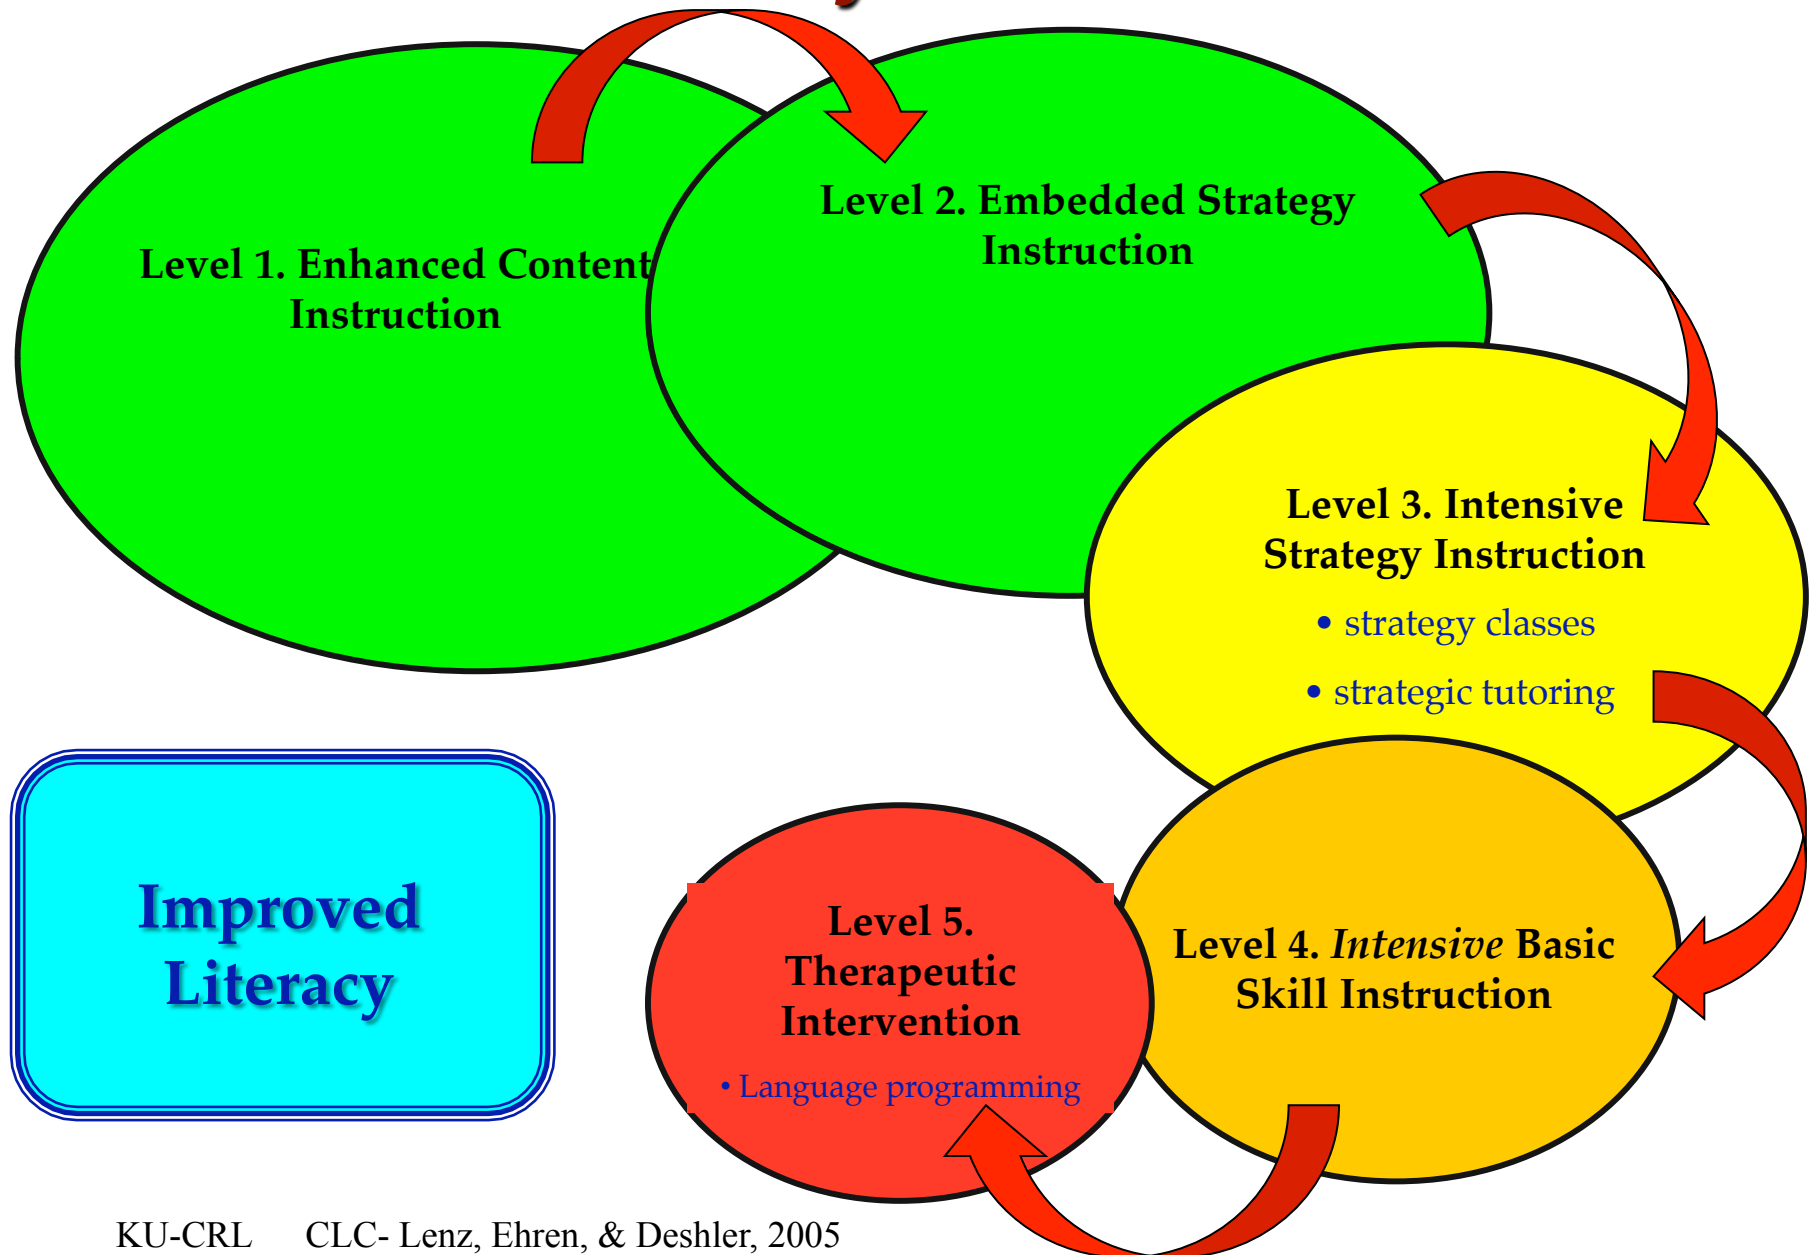 Level 1. Enhanced Content
Instruction
Level 2. Embedded Strategy
Instruction
Level 3. Intensive
Strategy Instruction
• strategy classes
• strategic tutoring
Level 4. Intensive Basic
Skill Instruction
Level 5.
Therapeutic
Intervention
• Language programming
Improved
Literacy
KU-CRL CLC- Lenz, Ehren, & Deshler, 2005